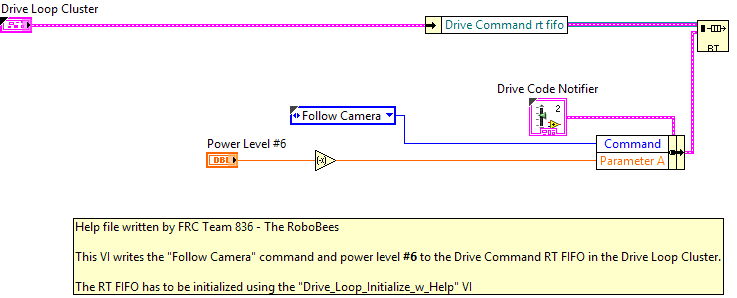 Drive Loop Cluster
Drive Command rt fifo
RT
Drive Code Notifier
2
Follow Camera
Power Level #6
DBL
(x)
Command
Parameter A
Help file written by FRC Team 836 - The RoboBees
This VI writes the "Follow Camera" command and power level #6 to the Drive Command RT FIFO in the Drive Loop Cluster.
The RT FIFO has to be initialized using the "Drive_Loop_Initialize_w_Help" VI